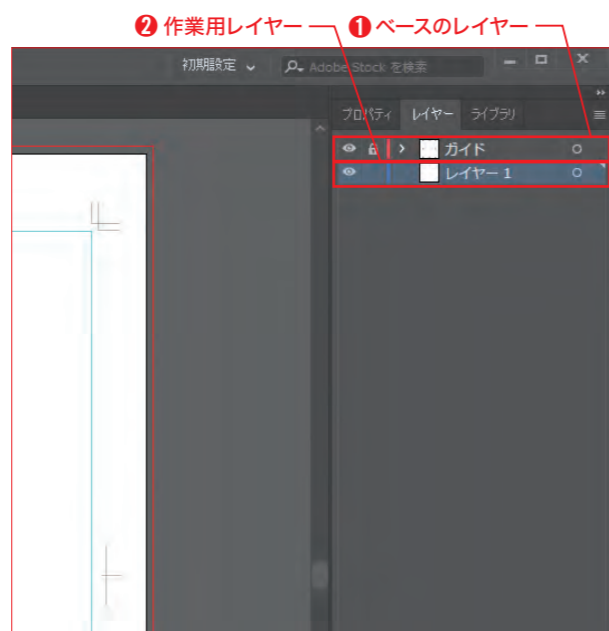 ❷ 作業用レイヤー ❶ ベースのレイヤー
初期設定 Adobe Stock を検索
プロパティ レイヤー ライブラリ
ガイド
レイヤー 1